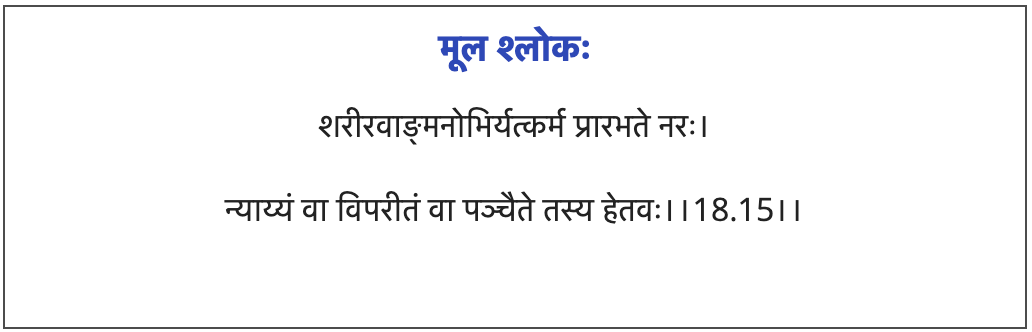 मूल श्लोकः
शरीरवाङ्मनोभिर्यत्कर्म प्रारभते नरः।
न्याय्यं वा विपरीतं वा पञ्चैते तस्य हेतवः।।18.15।।